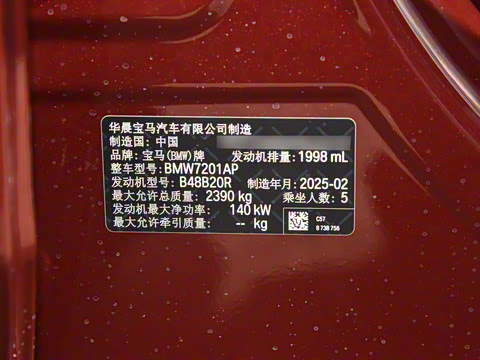 华晨宝马汽车有限公司制造
制造国: 中国
品牌: 宝马(BMW)牌 发动机排量: 1998 mL
整车型号: BMW7201AP
发动机型号: B48B20R 制造年月: 2025-02
最大允许总质量: 2390 kg 乘坐人数: 5
发动机最大净功率: 140 kW
最大允许牵引质量: -- kg
C57
8 738 756